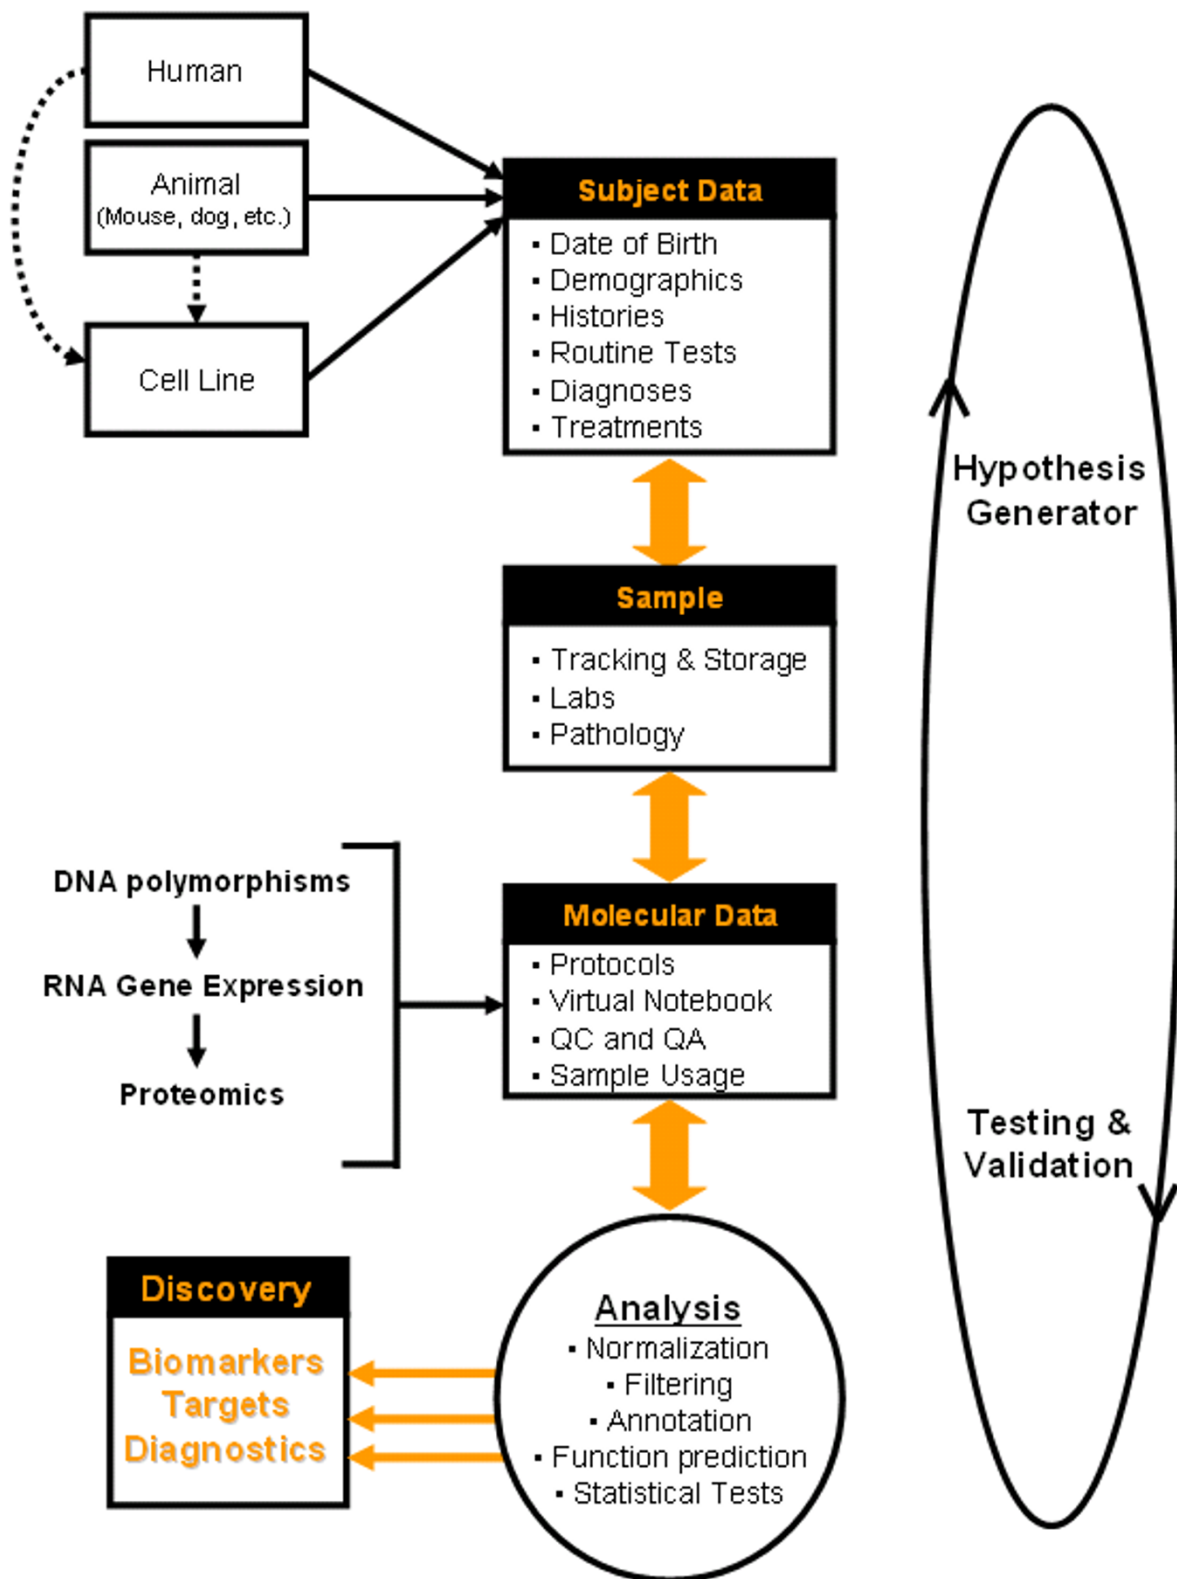 Human
Animal
(Mouse, dog, etc.)
Cell Line
Subject Data
▪ Date of Birth
▪ Demographics
▪ Histories
▪ Routine Tests
▪ Diagnoses
▪ Treatments
Hypothesis
Generator
Sample
▪ Tracking & Storage
▪ Labs
▪ Pathology
DNA polymorphisms
RNA Gene Expression
Proteomics
Molecular Data
▪ Protocols
▪ Virtual Notebook
▪ QC and QA
▪ Sample Usage
Testing &
Validation
Analysis
▪ Normalization
▪ Filtering
▪ Annotation
▪ Function prediction
▪ Statistical Tests
Discovery
Biomarkers
Targets
Diagnostics